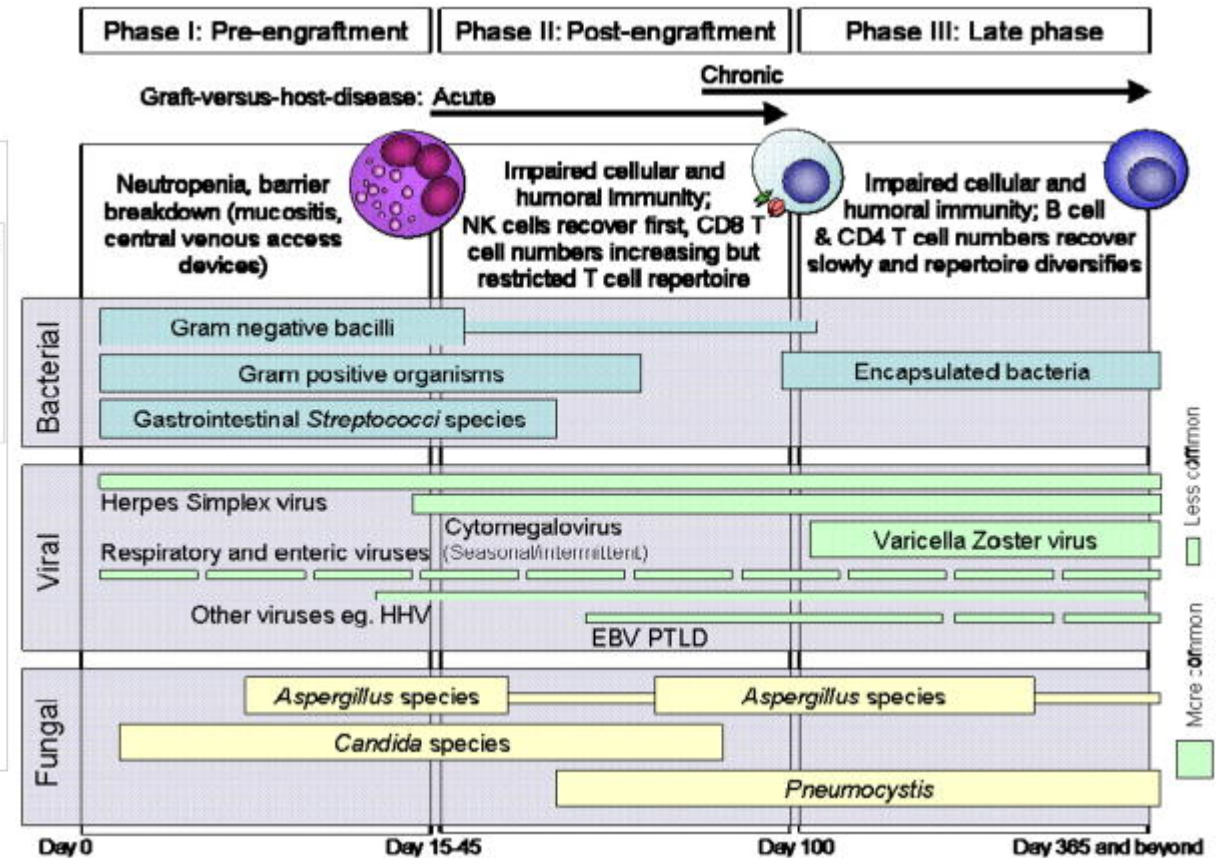 Phase I: Pre-engraftment
Phase II: Post-engraftment
Phase III: Late phase
Chronic
Graft-versus-host-disease: Acute
Neutropenia, barrier
breakdown (mucositis,
central venous access
devices)
Impaired cellular and
humoral immunity;
NK cells recover first, CD8 T
cell numbers increasing but
restricted T cell repertoire
Impaired cellular and
humoral immunity; B cell
& CD4 T cell numbers recover
slowly and repertoire diversifies
Bacterial
Gram negative bacilli
Gram positive organisms
Encapsulated bacteria
Gastrointestinal Streptococci species
Viral
Herpes Simplex virus
Cytomegalovirus
Varicella Zoster virus
Respiratory and enteric viruses (Seasonal/intermittent)
Other viruses eg. HHV
EBV PTLD
Fungal
Aspergillus species
Aspergillus species
Candida species
Pneumocystis
Less common
More common
Day 0
Day 15-45
Day 100
Day 365 and beyond